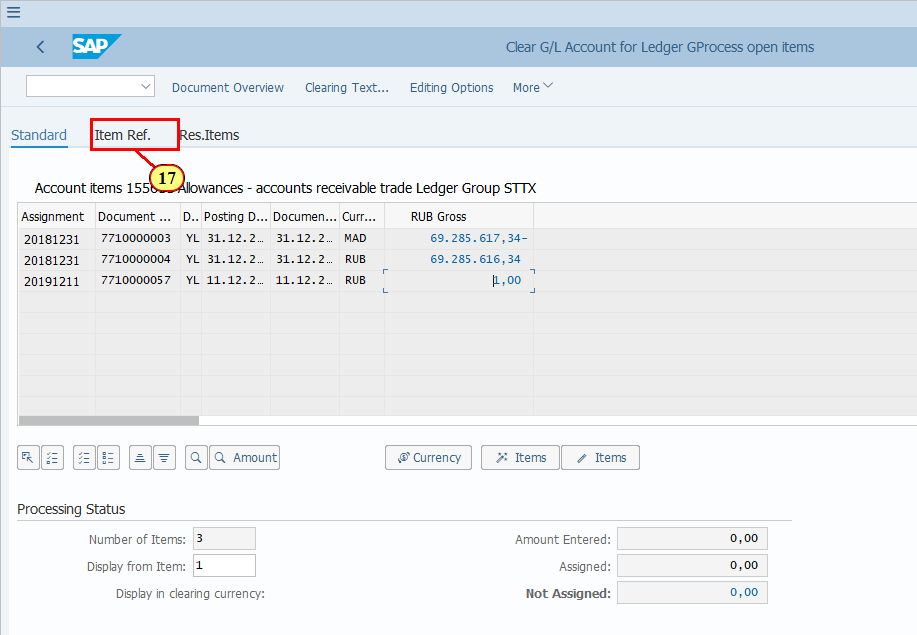 SAP Clear G/L Account for Ledger GProcess open items
Document Overview Clearing Text... Editing Options More
Standard Item Ref. Res.Items
17
Account items Allowances - accounts receivable trade Ledger Group STTX
Assignment Document ... D.. Posting D... Documen... Curr... RUB Gross
20181231 7710000003 YL 31.12.2… 31.12.2… MAD 69.285.617,34-
20181231 7710000004 YL 31.12.2… 31.12.2… RUB 69.285.616,34
20191211 7710000057 YL 11.12.2… 11.12.2… RUB 1,00
Amount Currency Items Items
Processing Status
Number of Items: 3 Amount Entered: 0,00
Display from Item: 1 Assigned: 0,00
Display in clearing currency: Not Assigned: 0,00